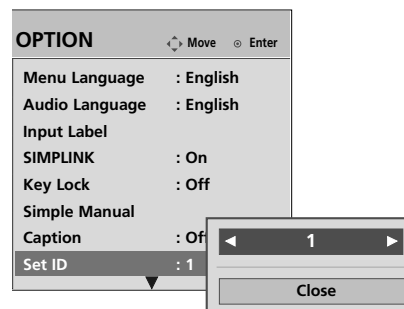 OPTION Move Enter
Menu Language : English
Audio Language : English
Input Label
SIMPLINK : On
Key Lock : Off
Simple Manual
Caption : Of
Set ID : 1
1
Close